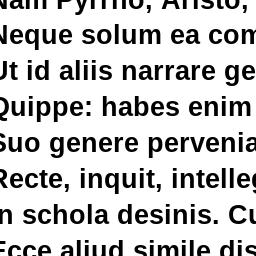 Nam Pyrrho, Aristo,
Neque solum ea com
Ut id aliis narrare ge
Quippe: habes enim
Suo genere pervenia
Recte, inquit, intelleg
In schola desinis. Cu
Ecce aliud simile dis